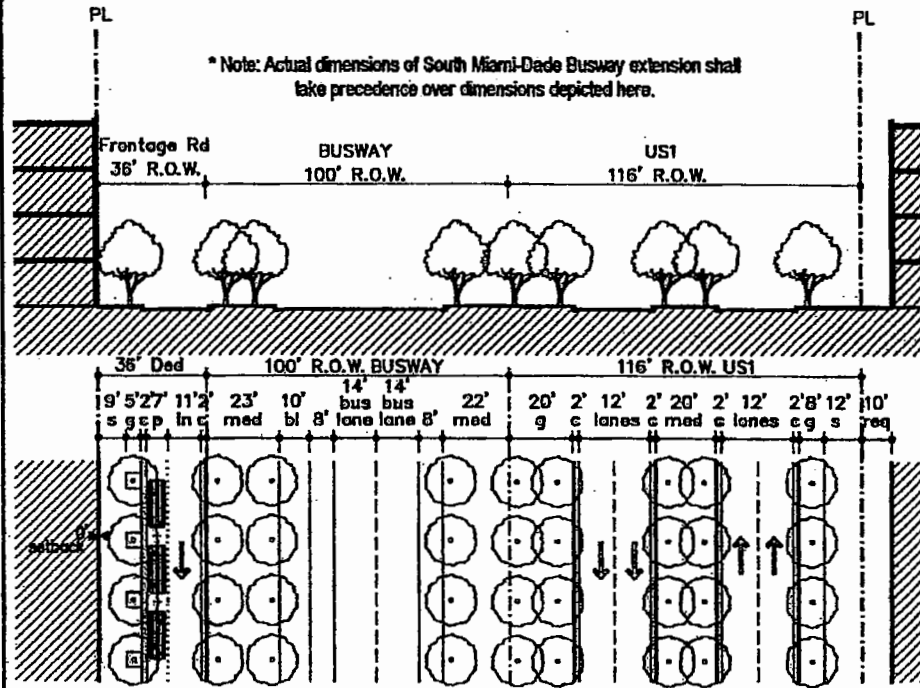 PL
PL
* Note: Actual dimensions of South Miami-Dade Busway extension shall
take precedence over dimensions depicted here.
Frontage Rd
36' R.O.W.
BUSWAY
100' R.O.W.
US1
116' R.O.W.
36' Ded
100' R.O.W. BUSWAY
116' R.O.W. US1
9' s
5' g
2' c
7' p
11' ln
2' c
23' med
10' bl
8'
14' bus lane
14' bus lane
8'
22' med
20' g
2' c
12' lanes
2' c
20' med
2' c
12' lanes
2' c
8' g
12' s
10' req
0'
setback